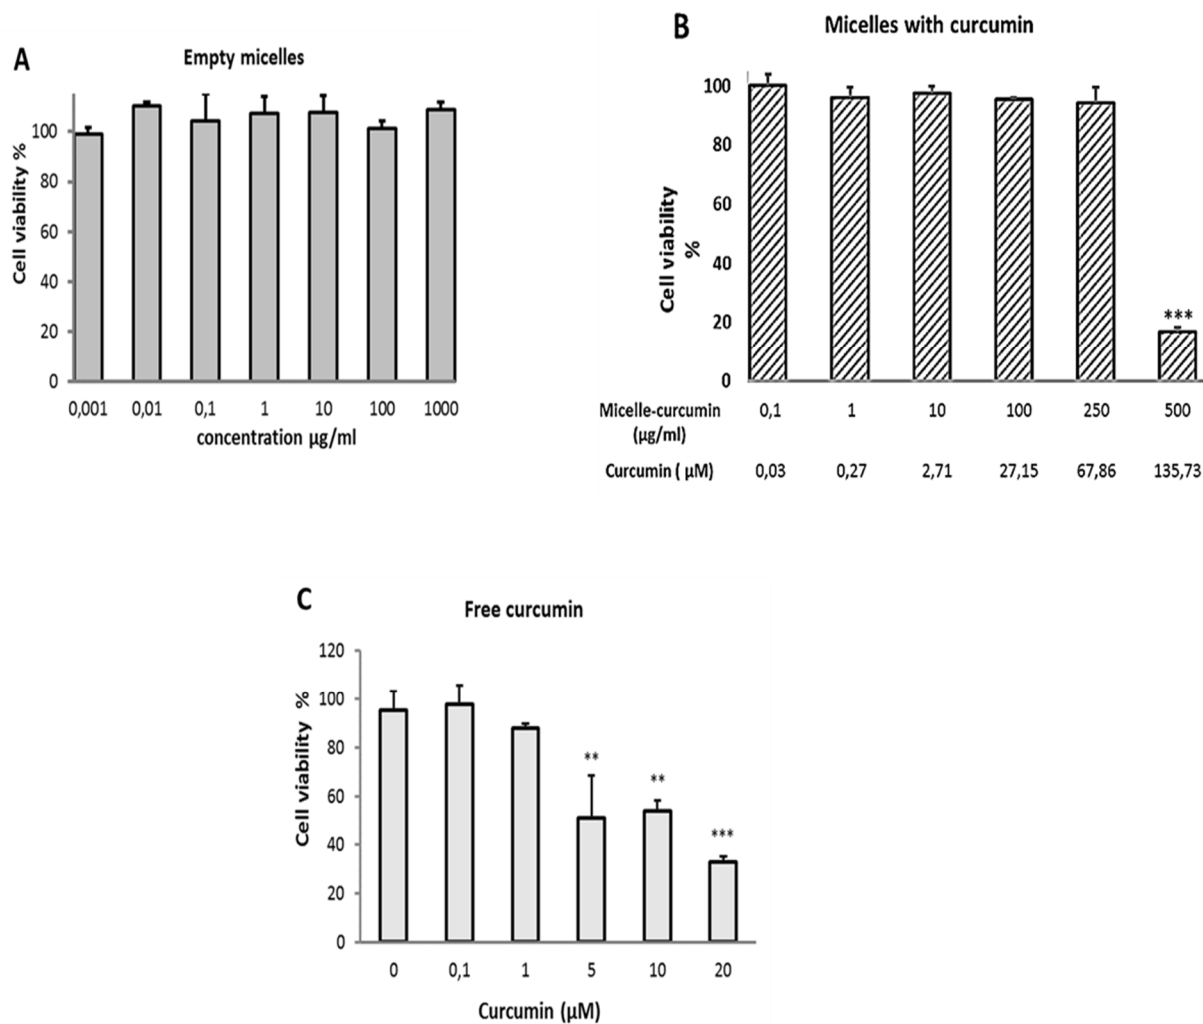 A
Empty micelles
Cell viability %
100
80
60
40
20
0
0,001 0,01 0,1 1 10 100 1000
concentration µg/ml
B
Micelles with curcumin
Cell viability
%
100
80
60
40
20
0
***
Micelle-curcumin 0,1 1 10 100 250 500
(µg/ml)
Curcumin ( µM) 0,03 0,27 2,71 27,15 67,86 135,73
C
Free curcumin
Cell viability %
120
100
80
60
40
20
0
** ** ***
0 0,1 1 5 10 20
Curcumin (µM)